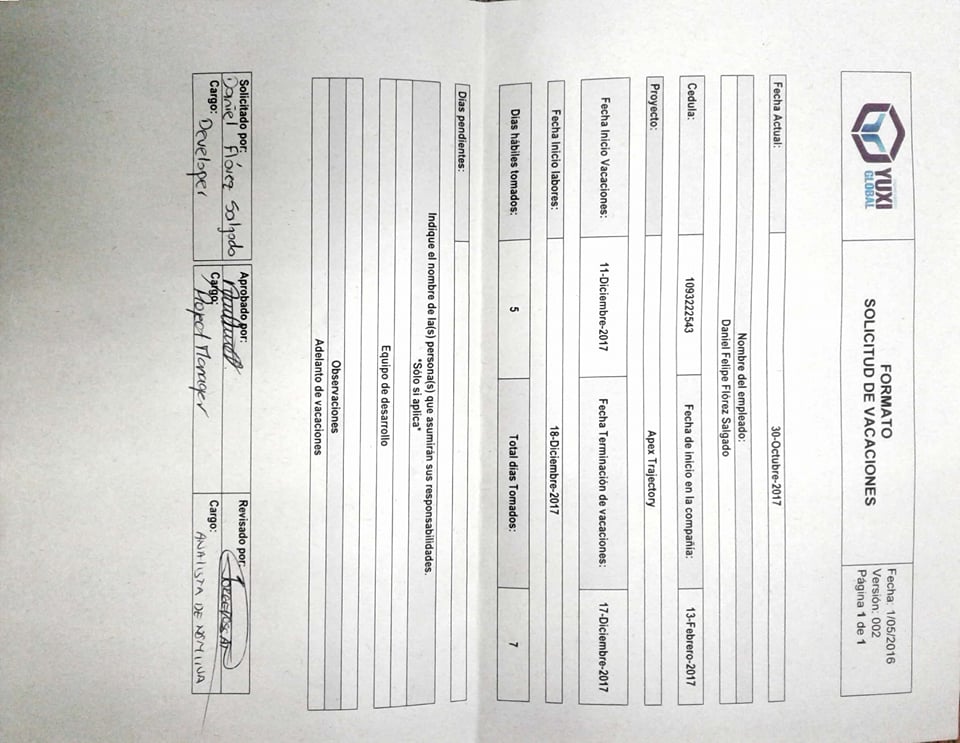 YUXI
GLOBAL
FORMATO
SOLICITUD DE VACACIONES
Fecha: 1/05/2016
Versión: 002
Página 1 de 1
Fecha Actual: 30-Octubre-2017
Nombre del empleado:
Daniel Felipe Flórez Salgado
Cedula: 1093222543 Fecha de inicio en la compañía: 13-Febrero-2017
Proyecto: Apex Trajectory
Fecha Inicio Vacaciones: 11-Diciembre-2017 Fecha Terminación de vacaciones: 17-Diciembre-2017
Fecha Inicio labores: 18-Diciembre-2017
Días hábiles tomados: 5 Total días Tomados: 7
Días pendientes:
Indique el nombre de la(s) persona(s) que asumirán sus responsabilidades.
*Sólo si aplica*
Equipo de desarrollo
Observaciones
Adelanto de vacaciones
Solicitado por: Aprobado por: Revisado por:
Daniel Flórez Salgado
Cargo: Developer Cargo: Project Manager Cargo: ANALISTA DE NÓMINA